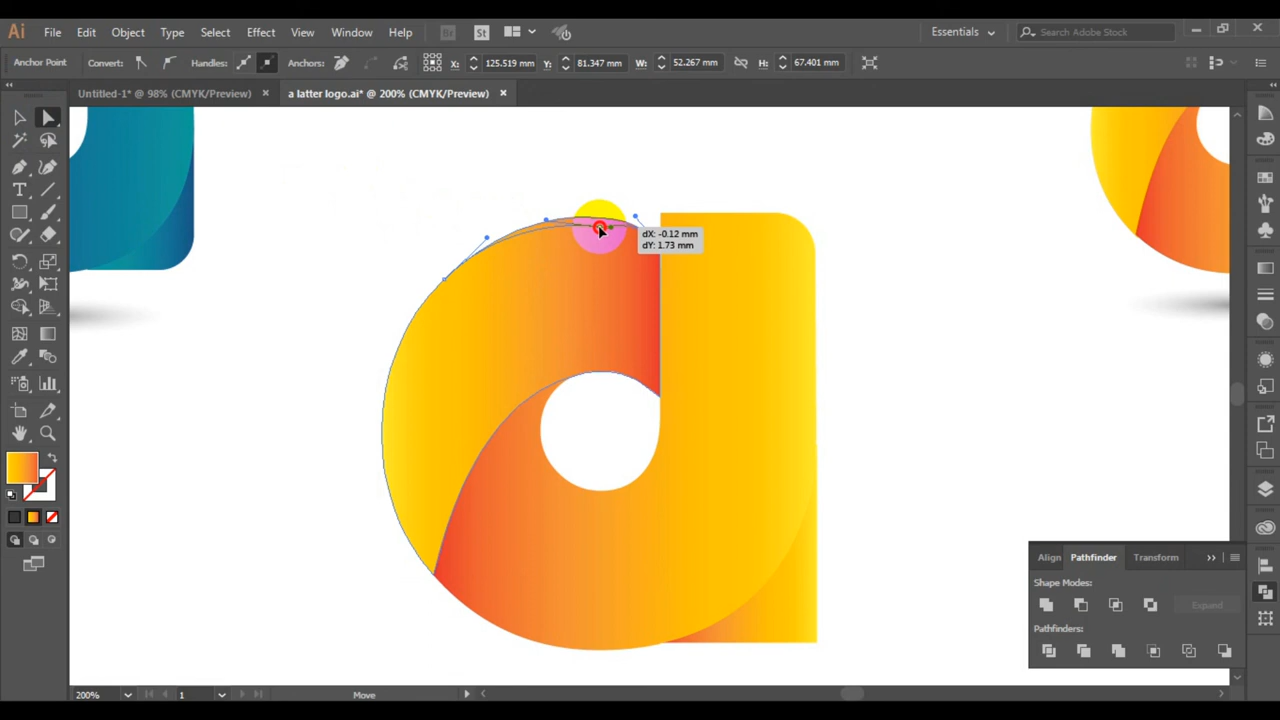 Ai File Edit Object Type Select Effect View Window Help Br St Essentials Search Adobe Stock
Anchor Point Convert: Handles: Anchors: X: 125.519 mm Y: 81.347 mm W: 52.267 mm H: 67.401 mm
Untitled-1* @ 98% (CMYK/Preview) × a latter logo.ai* @ 200% (CMYK/Preview) ×
dX: -0.12 mm
dY: 1.73 mm
Align Pathfinder Transform
Shape Modes:
Expand
Pathfinders:
200% 1 Move